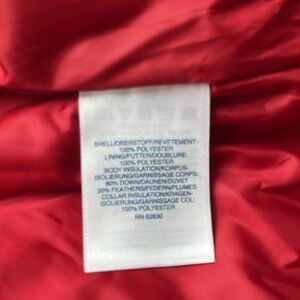 SHELL/OBERSTOFF/REVETEMENT:
100% POLYESTER
LINING/FUTTER/DOUBLURE:
100% POLYESTER
BODY INSULATION/KORPUS-
ISOLIERUNG/GARNISSAGE CORPS:
80% DOWN/DAUNEN/DUVET
20% FEATHERS/FEDERN/PLUMES
COLLAR INSULATION/KRAGEN-
ISOLIERUNG/GARNISSAGE COL:
100% POLYESTER
RN 62830